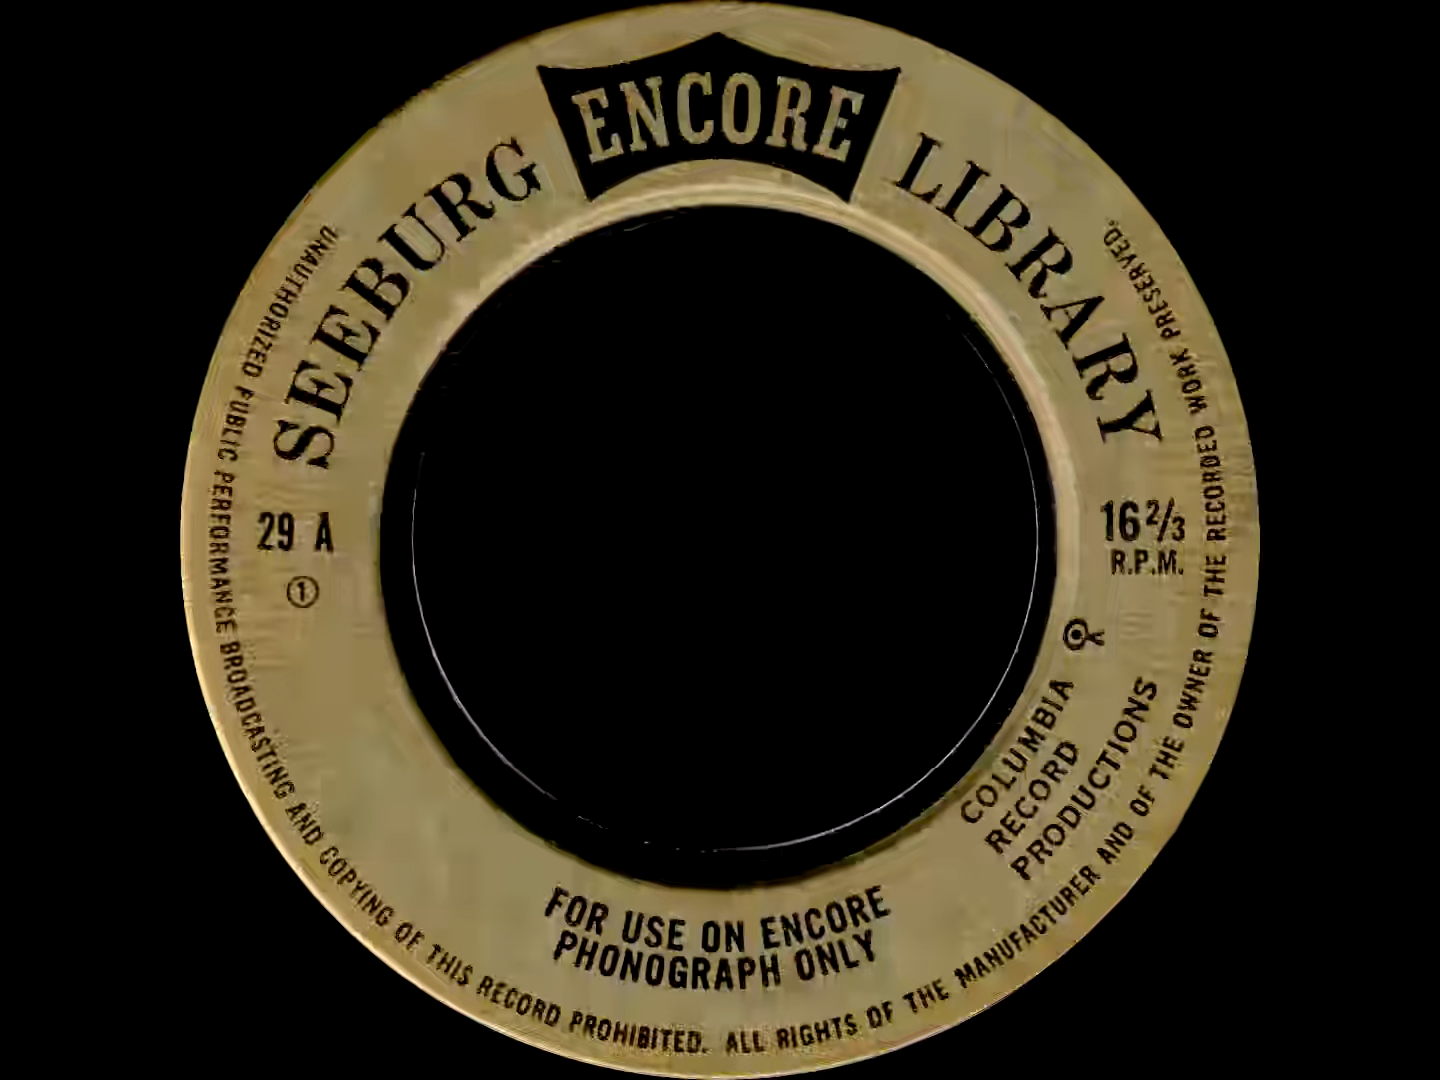 SEEBURG ENCORE LIBRARY
29 A
1
16 2/3
R.P.M.
COLUMBIA
RECORD
PRODUCTIONS
FOR USE ON ENCORE
PHONOGRAPH ONLY
UNAUTHORIZED PUBLIC PERFORMANCE BROADCASTING AND COPYING OF THIS RECORD PROHIBITED. ALL RIGHTS OF THE MANUFACTURER AND OF THE OWNER OF THE RECORDED WORK PRESERVED.